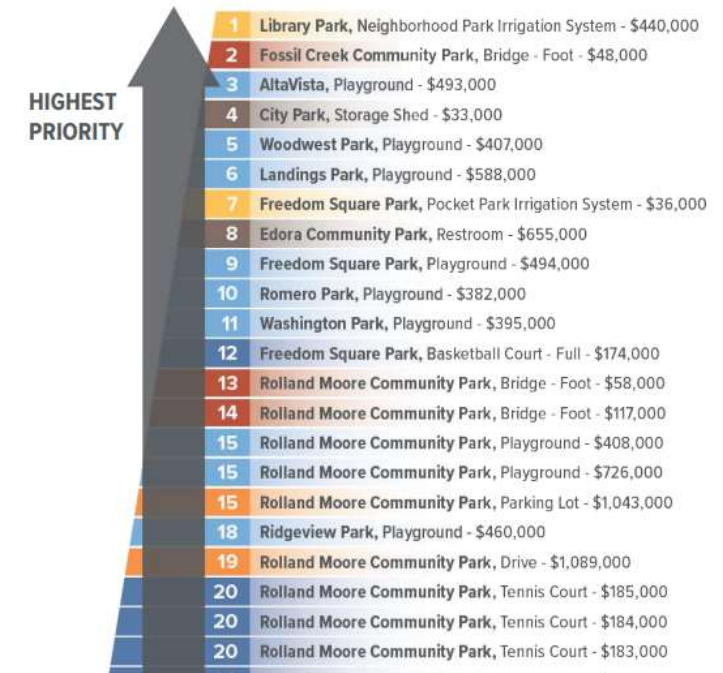 HIGHEST
PRIORITY
1 Library Park, Neighborhood Park Irrigation System - $440,000
2 Fossil Creek Community Park, Bridge - Foot - $48,000
3 AltaVista, Playground - $493,000
4 City Park, Storage Shed - $33,000
5 Woodwest Park, Playground - $407,000
6 Landings Park, Playground - $588,000
7 Freedom Square Park, Pocket Park Irrigation System - $36,000
8 Edora Community Park, Restroom - $655,000
9 Freedom Square Park, Playground - $494,000
10 Romero Park, Playground - $382,000
11 Washington Park, Playground - $395,000
12 Freedom Square Park, Basketball Court - Full - $174,000
13 Rolland Moore Community Park, Bridge - Foot - $58,000
14 Rolland Moore Community Park, Bridge - Foot - $117,000
15 Rolland Moore Community Park, Playground - $408,000
15 Rolland Moore Community Park, Playground - $726,000
15 Rolland Moore Community Park, Parking Lot - $1,043,000
18 Ridgeview Park, Playground - $460,000
19 Rolland Moore Community Park, Drive - $1,089,000
20 Rolland Moore Community Park, Tennis Court - $185,000
20 Rolland Moore Community Park, Tennis Court - $184,000
20 Rolland Moore Community Park, Tennis Court - $183,000